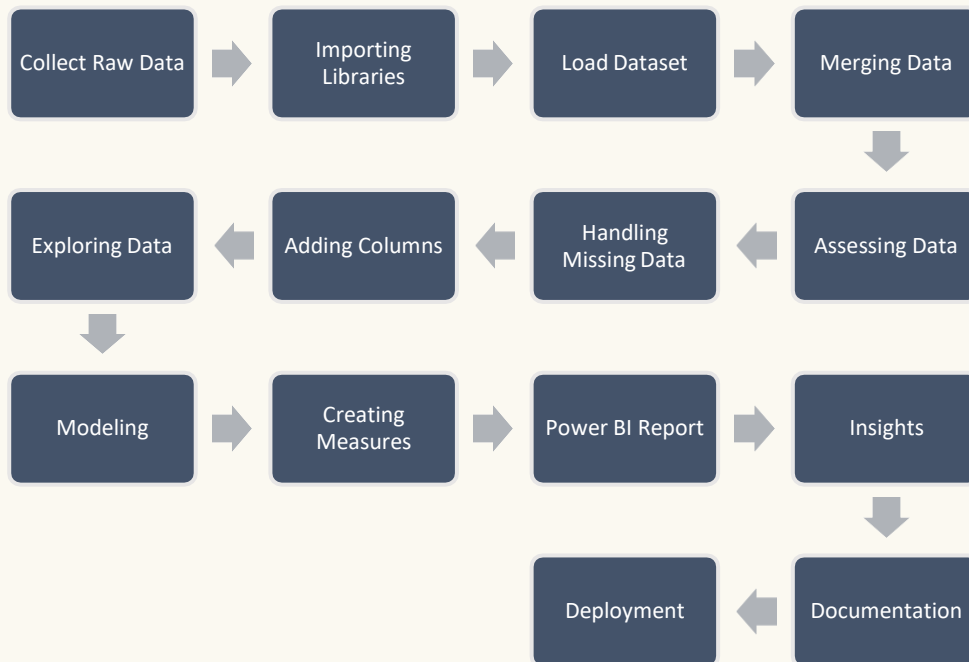 Collect Raw Data
Importing
Libraries
Load Dataset
Merging Data
Assessing Data
Handling
Missing Data
Adding Columns
Exploring Data
Modeling
Creating
Measures
Power BI Report
Insights
Documentation
Deployment